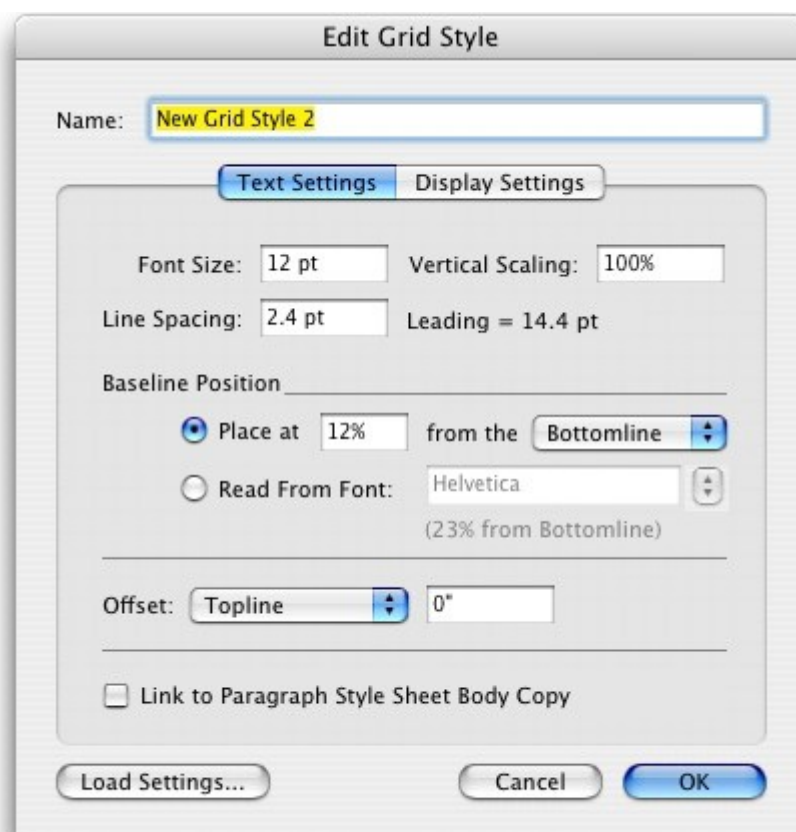 Edit Grid Style
Name: New Grid Style 2
Text Settings Display Settings
Font Size: 12 pt Vertical Scaling: 100%
Line Spacing: 2.4 pt Leading = 14.4 pt
Baseline Position
Place at 12% from the Bottomline
Read From Font: Helvetica
(23% from Bottomline)
Offset: Topline 0"
Link to Paragraph Style Sheet Body Copy
Load Settings... Cancel OK